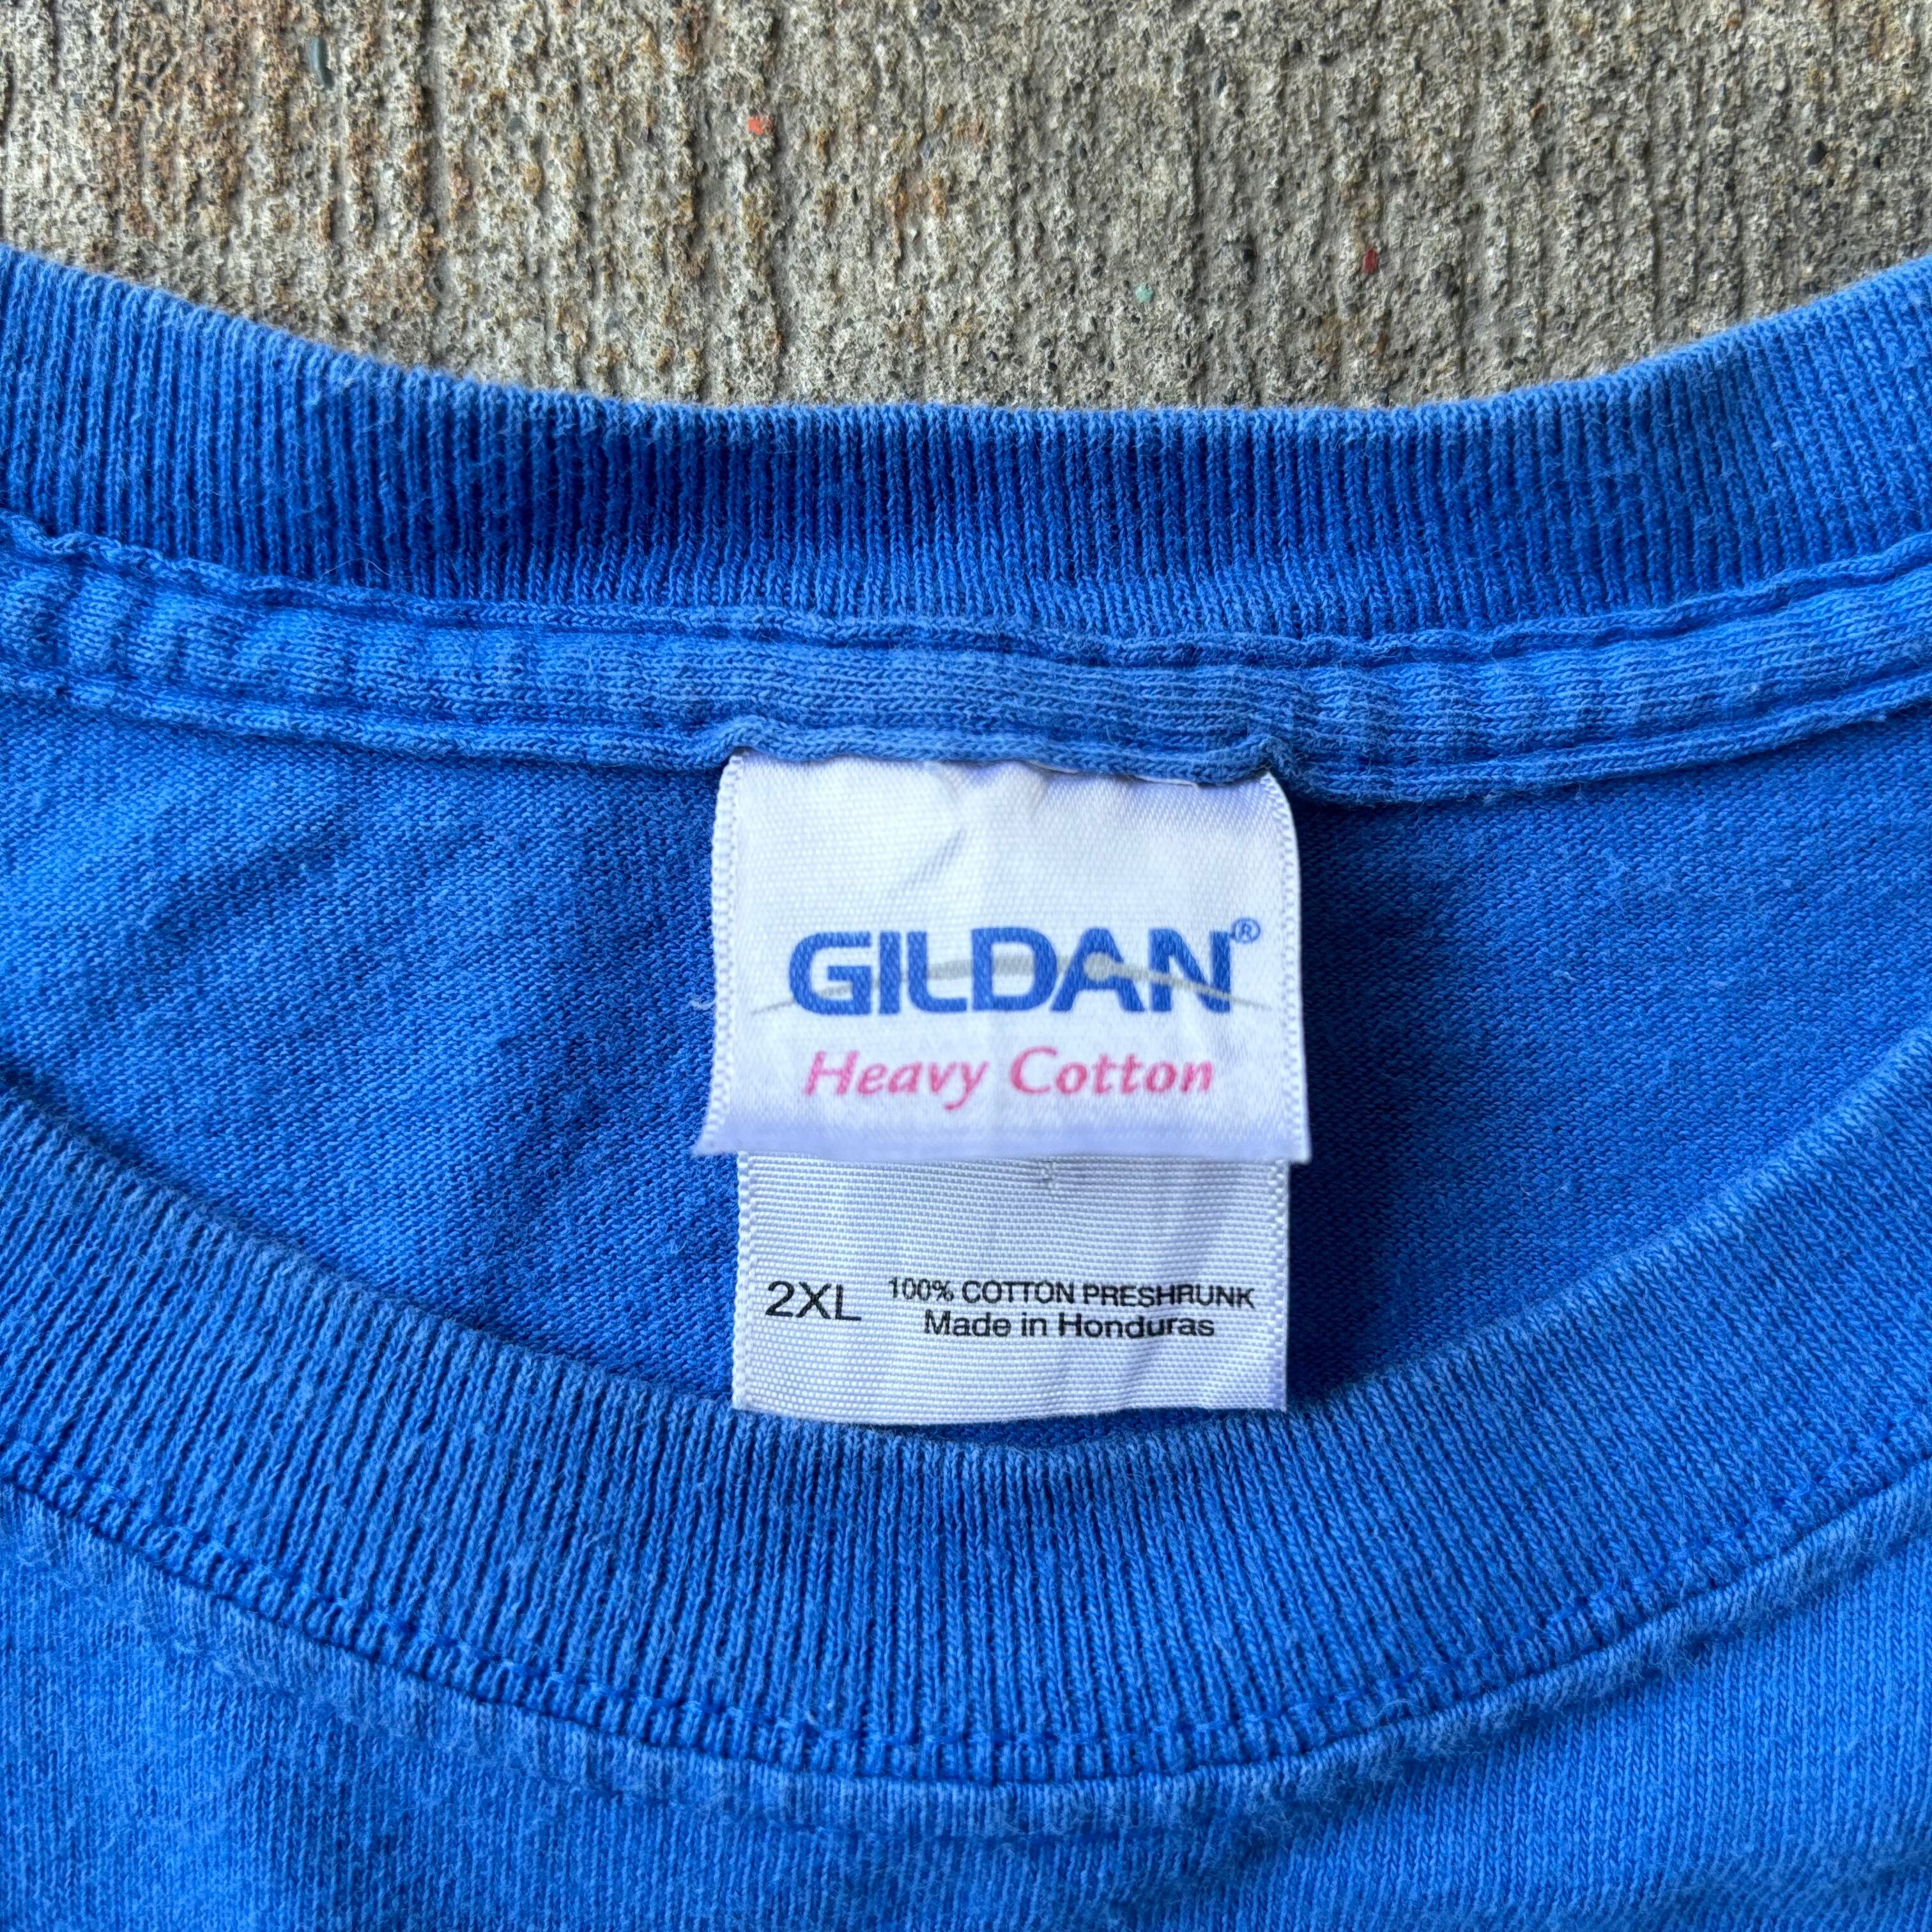 GILDAN®
Heavy Cotton
2XL 100% COTTON PRESHRUNK
Made in Honduras